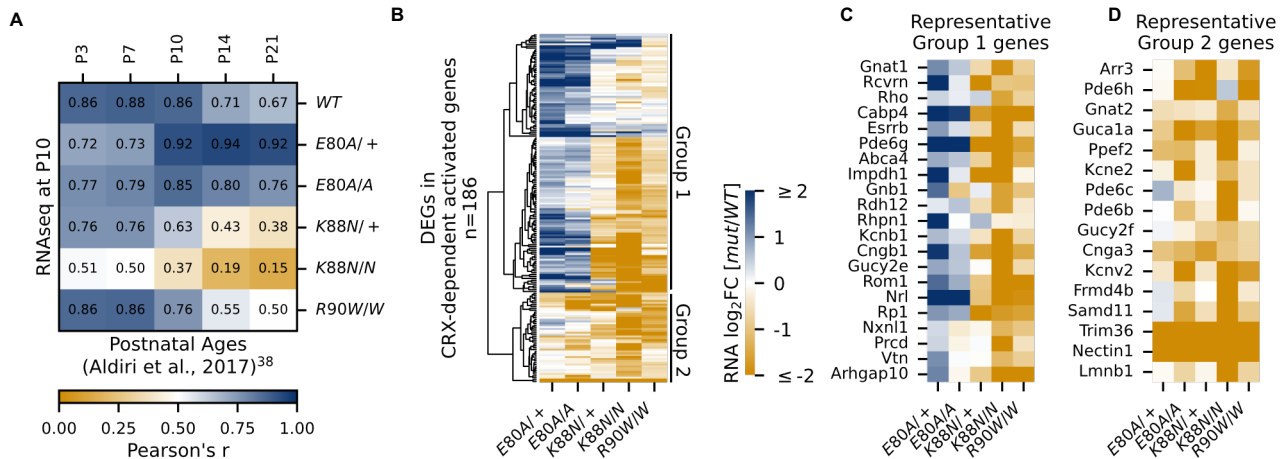 A
P3
P7
P10
P14
P21
0.86 0.88 0.86 0.71 0.67 WT
0.72 0.73 0.92 0.94 0.92 E80A/+
0.77 0.79 0.85 0.80 0.76 E80A/A
0.76 0.76 0.63 0.43 0.38 K88N/+
0.51 0.50 0.37 0.19 0.15 K88N/N
0.86 0.86 0.76 0.55 0.50 R90W/W
RNAseq at P10
Postnatal Ages
(Aldiri et al., 2017)38
0.00 0.25 0.50 0.75 1.00
Pearson's r
B
DEGs in
CRX-dependent activated genes
n=186
Group 1
Group 2
E80A/+
E80A/A
K88N/+
K88N/N
R90W/W
RNA log2FC [mut/WT]
≥ 2
1
0
-1
≤ -2
C
Representative
Group 1 genes
Gnat1
Rcvrn
Rho
Cabp4
Esrrb
Pde6g
Abca4
Impdh1
Gnb1
Rdh12
Rhpn1
Kcnb1
Cngb1
Gucy2e
Rom1
Nrl
Rp1
Nxnl1
Prcd
Vtn
Arhgap10
E80A/+
E80A/A
K88N/+
K88N/N
R90W/W
D
Representative
Group 2 genes
Arr3
Pde6h
Gnat2
Guca1a
Ppef2
Kcne2
Pde6c
Pde6b
Gucy2f
Cnga3
Kcnv2
Frmd4b
Samd11
Trim36
Nectin1
Lmnb1
E80A/+
E80A/A
K88N/+
K88N/N
R90W/W